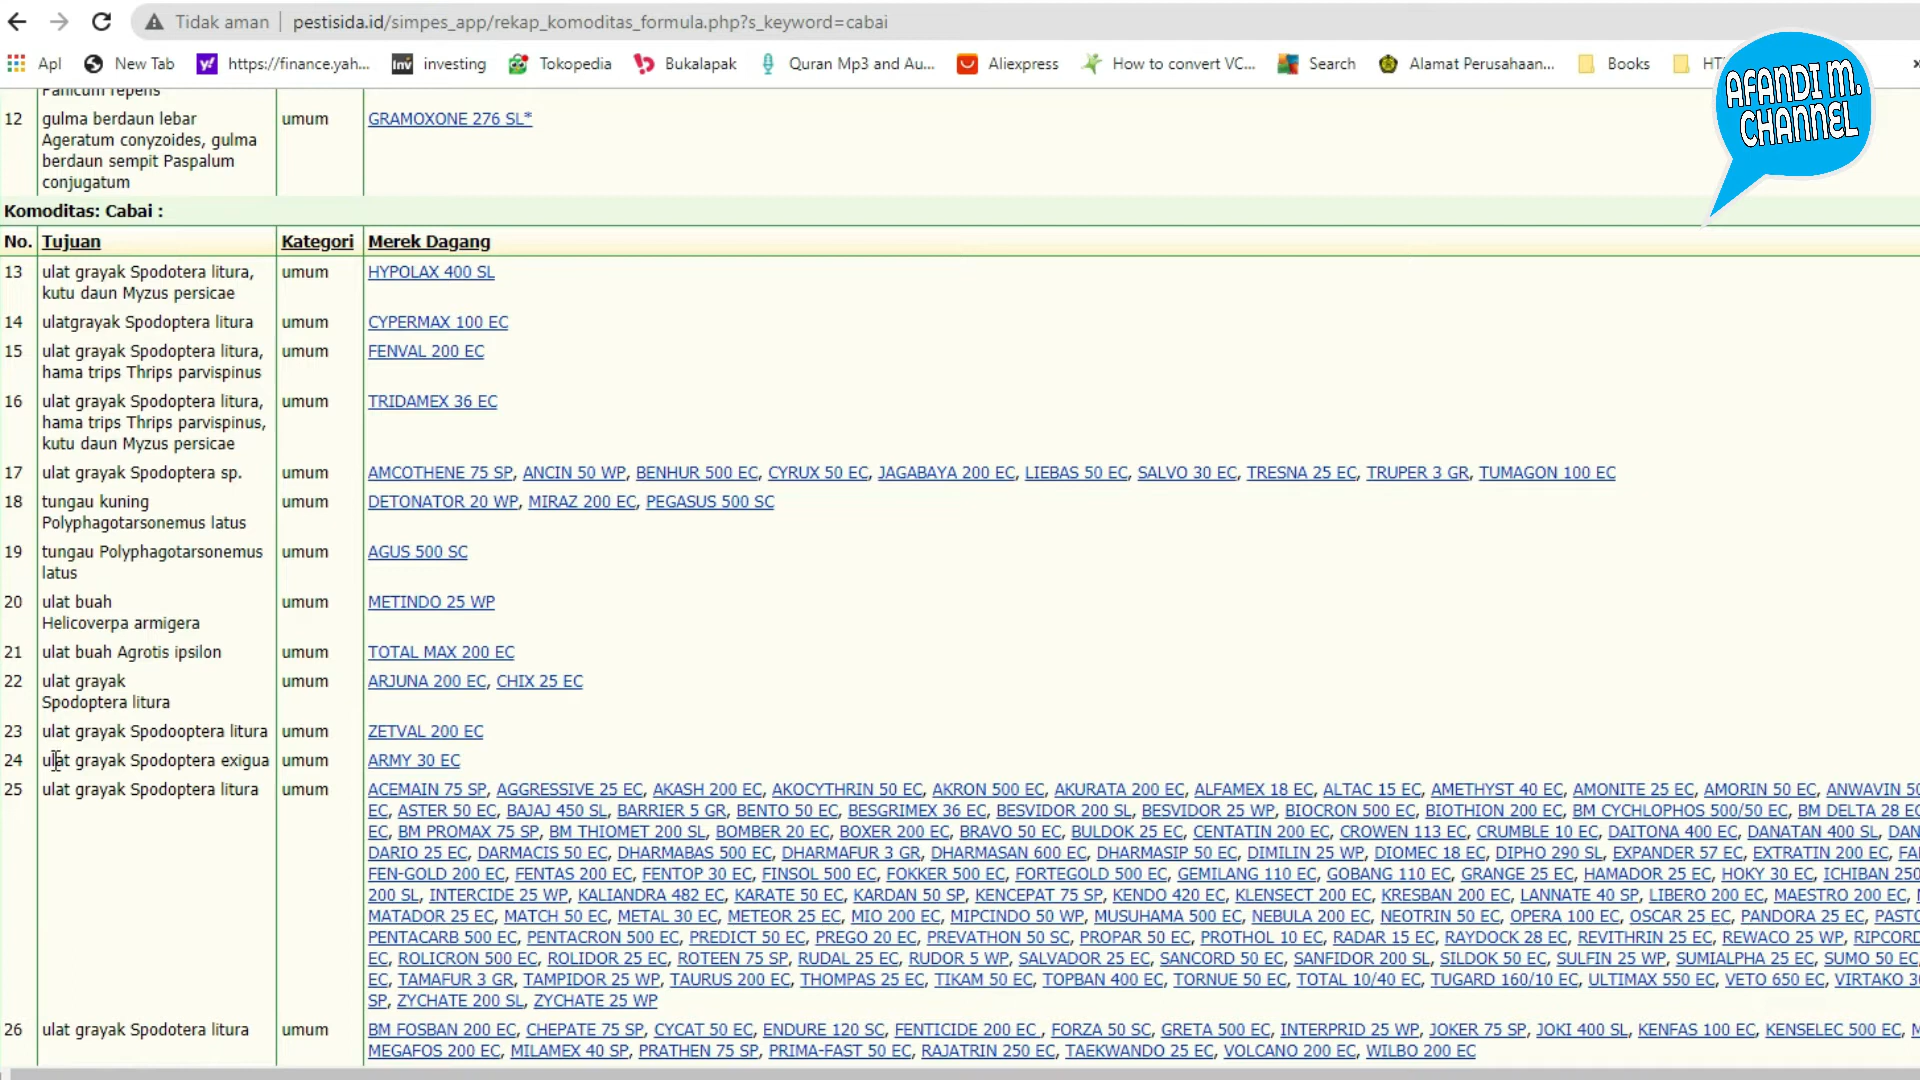 Tidak aman pestisida.id/simpes_app/rekap_komoditas_formula.php?s_keyword=cabai
Apl New Tab https://finance.yah... investing Tokopedia Bukalapak Quran Mp3 and Au... Aliexpress How to convert VC... Search Alamat Perusahaan... Books
AFANDI M.
CHANNEL
Panicum repens
12 gulma berdaun lebar umum GRAMOXONE 276 SL*
Ageratum conyzoides, gulma
berdaun sempit Paspalum
conjugatum
Komoditas: Cabai :
No. Tujuan Kategori Merek Dagang
13 ulat grayak Spodotera litura, umum HYPOLAX 400 SL
kutu daun Myzus persicae
14 ulatgrayak Spodoptera litura umum CYPERMAX 100 EC
15 ulat grayak Spodoptera litura, umum FENVAL 200 EC
hama trips Thrips parvispinus
16 ulat grayak Spodoptera litura, umum TRIDAMEX 36 EC
hama trips Thrips parvispinus,
kutu daun Myzus persicae
17 ulat grayak Spodoptera sp. umum AMCOTHENE 75 SP, ANCIN 50 WP, BENHUR 500 EC, CYRUX 50 EC, JAGABAYA 200 EC, LIEBAS 50 EC, SALVO 30 EC, TRESNA 25 EC, TRUPER 3 GR, TUMAGON 100 EC
18 tungau kuning umum DETONATOR 20 WP, MIRAZ 200 EC, PEGASUS 500 SC
Polyphagotarsonemus latus
19 tungau Polyphagotarsonemus umum AGUS 500 SC
latus
20 ulat buah umum METINDO 25 WP
Helicoverpa armigera
21 ulat buah Agrotis ipsilon umum TOTAL MAX 200 EC
22 ulat grayak umum ARJUNA 200 EC, CHIX 25 EC
Spodoptera litura
23 ulat grayak Spodooptera litura umum ZETVAL 200 EC
24 ulat grayak Spodoptera exigua umum ARMY 30 EC
25 ulat grayak Spodoptera litura umum ACEMAIN 75 SP, AGGRESSIVE 25 EC, AKASH 200 EC, AKOCYTHRIN 50 EC, AKRON 500 EC, AKURATA 200 EC, ALFAMEX 18 EC, ALTAC 15 EC, AMETHYST 40 EC, AMONITE 25 EC, AMORIN 50 EC, ANWAVIN
EC, ASTER 50 EC, BAJAJ 450 SL, BARRIER 5 GR, BENTO 50 EC, BESGRIMEX 36 EC, BESVIDOR 200 SL, BESVIDOR 25 WP, BIOCRON 500 EC, BIOTHION 200 EC, BM CYCHLOPHOS 500/50 EC, BM DELTA 28 EC
EC, BM PROMAX 75 SP, BM THIOMET 200 SL, BOMBER 20 EC, BOXER 200 EC, BRAVO 50 EC, BULDOK 25 EC, CENTATIN 200 EC, CROWEN 113 EC, CRUMBLE 10 EC, DAITONA 400 EC, DANATAN 400 SL, DAN
DARIO 25 EC, DARMACIS 50 EC, DHARMABAS 500 EC, DHARMAFUR 3 GR, DHARMASAN 600 EC, DHARMASIP 50 EC, DIMILIN 25 WP, DIOMEC 18 EC, DIPHO 290 SL, EXPANDER 57 EC, EXTRATIN 200 EC, FA
FEN-GOLD 200 EC, FENTAS 200 EC, FENTOP 30 EC, FINSOL 500 EC, FOKKER 500 EC, FORTEGOLD 500 EC, GEMILANG 110 EC, GOBANG 110 EC, GRANGE 25 EC, HAMADOR 25 EC, HOKY 30 EC, ICHIBAN 250
200 SL, INTERCIDE 25 WP, KALIANDRA 482 EC, KARATE 50 EC, KARDAN 50 SP, KENCEPAT 75 SP, KENDO 420 EC, KLENSECT 200 EC, KRESBAN 200 EC, LANNATE 40 SP, LIBERO 200 EC, MAESTRO 200 EC,
MATADOR 25 EC, MATCH 50 EC, METAL 30 EC, METEOR 25 EC, MIO 200 EC, MIPCINDO 50 WP, MUSUHAMA 500 EC, NEBULA 200 EC, NEOTRIN 50 EC, OPERA 100 EC, OSCAR 25 EC, PANDORA 25 EC, PASTO
PENTACARB 500 EC, PENTACRON 500 EC, PREDICT 50 EC, PREGO 20 EC, PREVATHON 50 SC, PROPAR 50 EC, PROTHOL 10 EC, RADAR 15 EC, RAYDOCK 28 EC, REVITHRIN 25 EC, REWACO 25 WP, RIPCORD
EC, ROLICRON 500 EC, ROLIDOR 25 EC, ROTEEN 75 SP, RUDAL 25 EC, RUDOR 5 WP, SALVADOR 25 EC, SANCORD 50 EC, SANFIDOR 200 SL, SILDOK 50 EC, SULFIN 25 WP, SUMIALPHA 25 EC, SUMO 50 EC,
EC, TAMAFUR 3 GR, TAMPIDOR 25 WP, TAURUS 200 EC, THOMPAS 25 EC, TIKAM 50 EC, TOPBAN 400 EC, TORNUE 50 EC, TOTAL 10/40 EC, TUGARD 160/10 EC, ULTIMAX 550 EC, VETO 650 EC, VIRTAKO
SP, ZYCHATE 200 SL, ZYCHATE 25 WP
26 ulat grayak Spodotera litura umum BM FOSBAN 200 EC, CHEPATE 75 SP, CYCAT 50 EC, ENDURE 120 SC, FENTICIDE 200 EC , FORZA 50 SC, GRETA 500 EC, INTERPRID 25 WP, JOKER 75 SP, JOKI 400 SL, KENFAS 100 EC, KENSELEC 500 EC,
MEGAFOS 200 EC, MILAMEX 40 SP, PRATHEN 75 SP, PRIMA-FAST 50 EC, RAJATRIN 250 EC, TAEKWANDO 25 EC, VOLCANO 200 EC, WILBO 200 EC